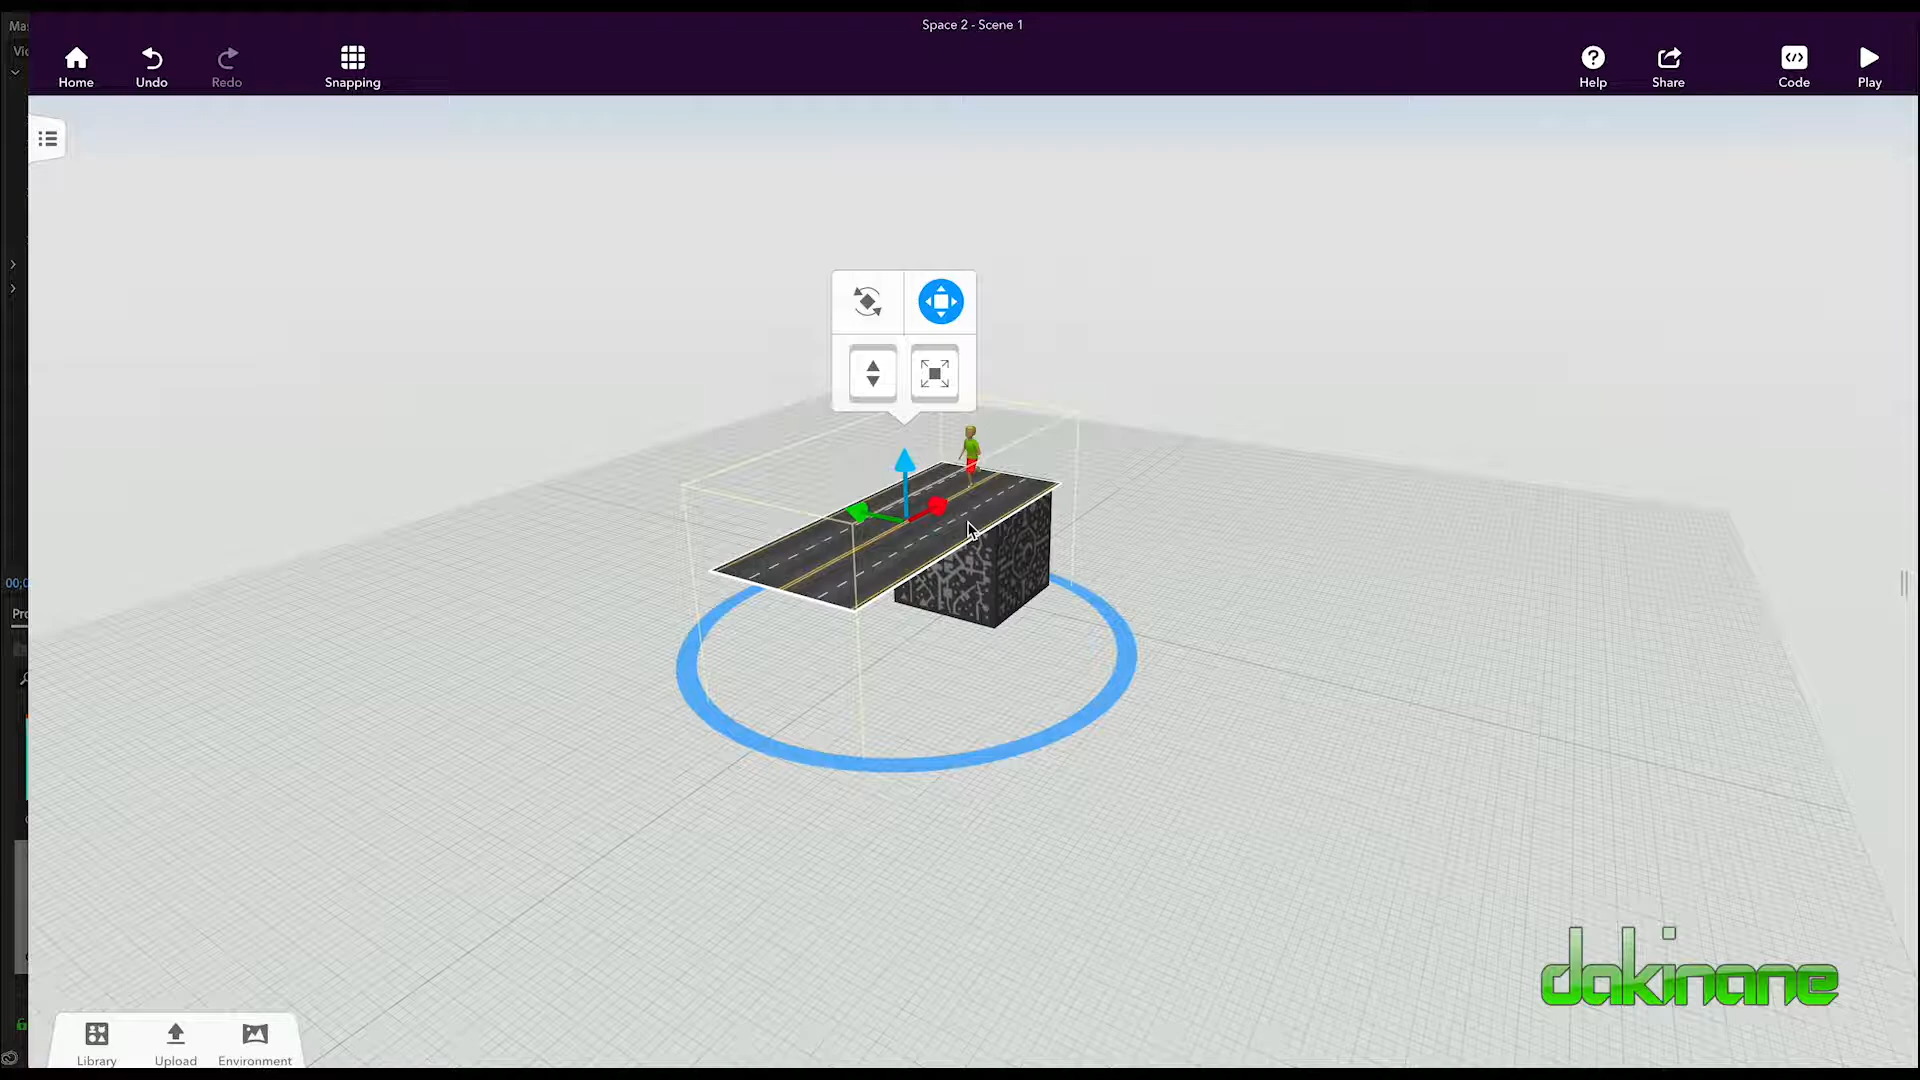 Space 2 - Scene 1
Home
Undo
Redo
Snapping
Help
Share
Code
Play
dakinane
Library
Upload
Environment